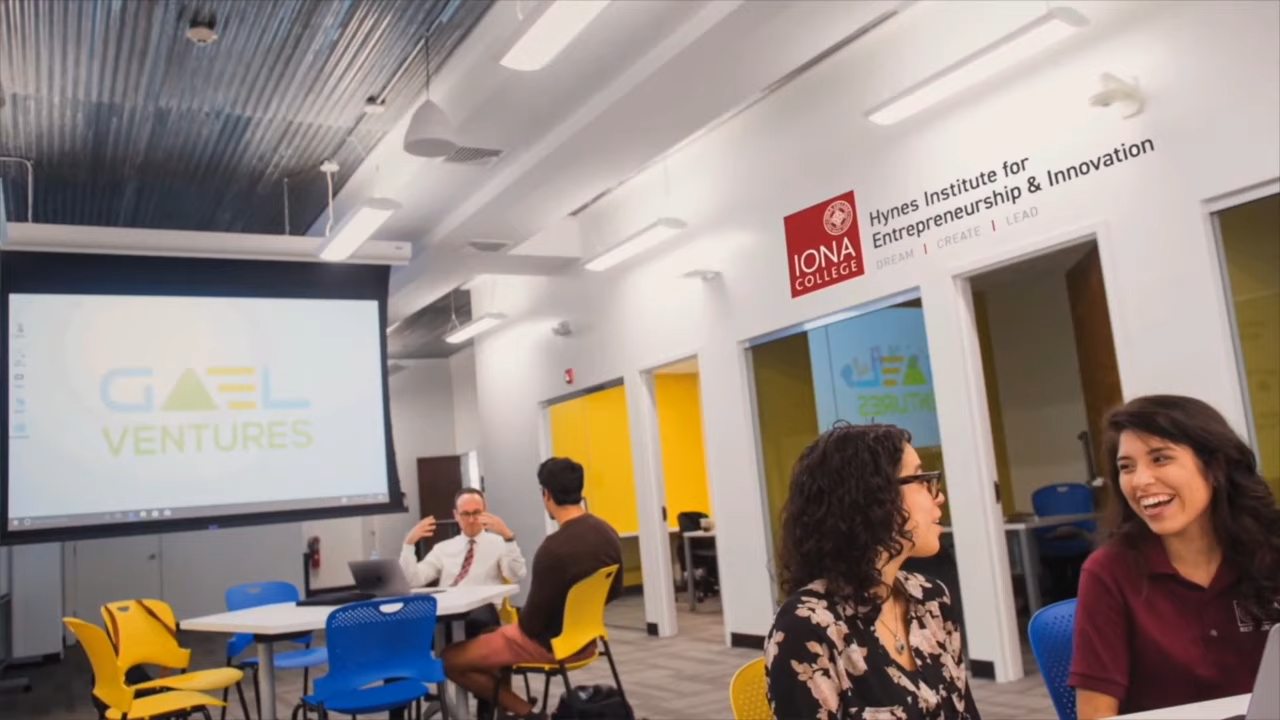 GAEL
VENTURES
IONA
COLLEGE
Hynes Institute for
Entrepreneurship & Innovation
DREAM | CREATE | LEAD